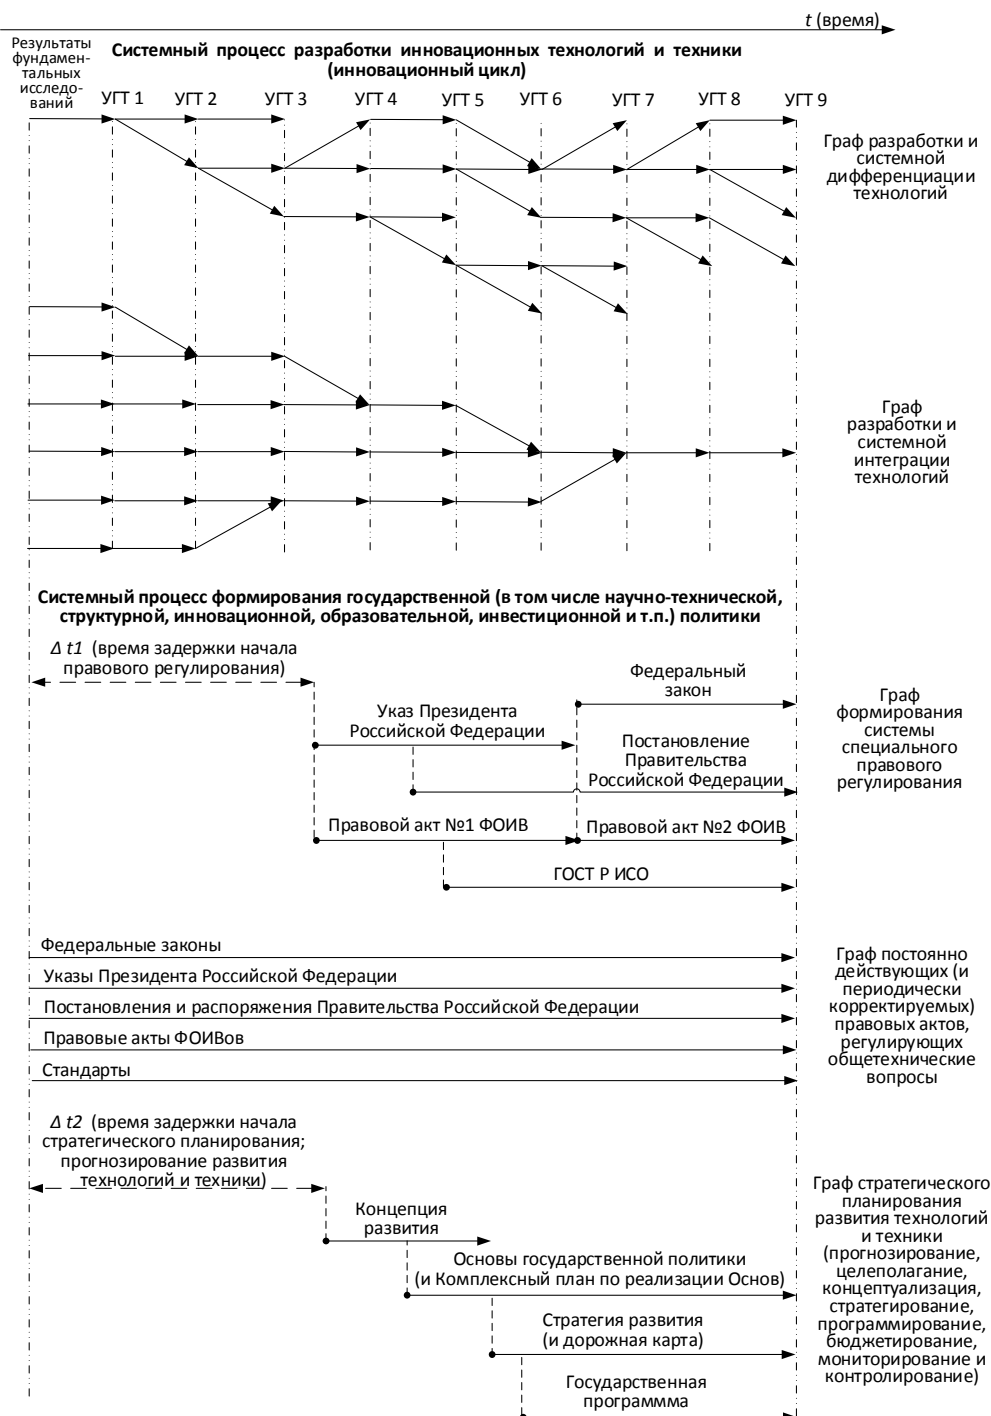 t (время)
Результаты
фундамен-
тальных
исследо-
ваний
Системный процесс разработки инновационных технологий и техники
(инновационный цикл)
УГТ 1 УГТ 2 УГТ 3 УГТ 4 УГТ 5 УГТ 6 УГТ 7 УГТ 8 УГТ 9
Граф разработки и
системной
дифференциации
технологий
Граф
разработки и
системной
интеграции
технологий
Системный процесс формирования государственной (в том числе научно-технической,
структурной, инновационной, образовательной, инвестиционной и т.п.) политики
Δ t1 (время задержки начала
правового регулирования)
Федеральный
закон
Указ Президента
Российской Федерации
Постановление
Правительства
Российской Федерации
Правовой акт №1 ФОИВ
Правовой акт №2 ФОИВ
ГОСТ Р ИСО
Граф
формирования
системы
специального
правового
регулирования
Федеральные законы
Указы Президента Российской Федерации
Постановления и распоряжения Правительства Российской Федерации
Правовые акты ФОИВов
Стандарты
Граф постоянно
действующих (и
периодически
корректируемых)
правовых актов,
регулирующих
общетехнические
вопросы
Δ t2 (время задержки начала
стратегического планирования;
прогнозирование развития
технологий и техники)
Концепция
развития
Основы государственной политики
(и Комплексный план по реализации Основ)
Стратегия развития
(и дорожная карта)
Государственная
программма
Граф стратегического
планирования
развития технологий
и техники
(прогнозирование,
целеполагание,
концептуализация,
стратегирование,
программирование,
бюджетирование,
мониторирование и
контролирование)